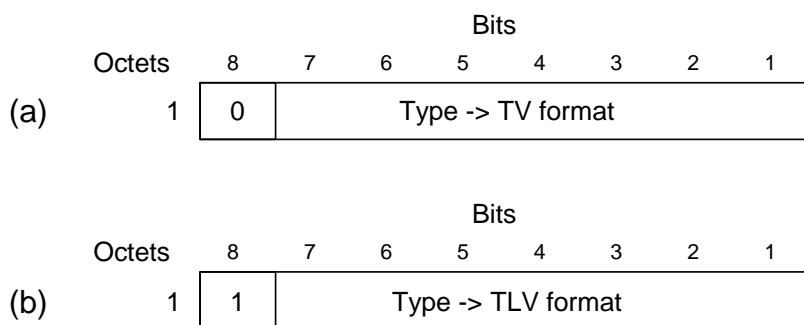 Bits
Octets 8 7 6 5 4 3 2 1
(a) 1 0 Type -> TV format
Bits
Octets 8 7 6 5 4 3 2 1
(b) 1 1 Type -> TLV format